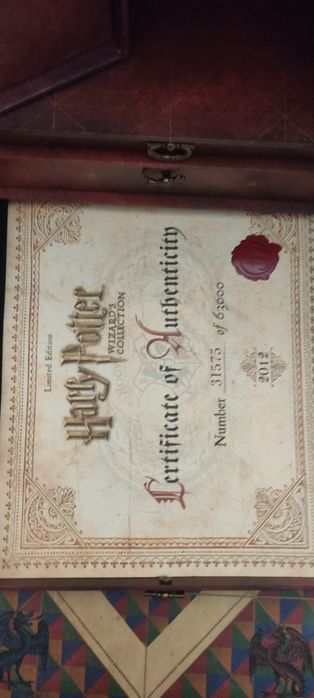 Limited Edition
Harry Potter
WIZARD'S
COLLECTION
Certificate of Authenticity
Number 31575 of 63000
2012